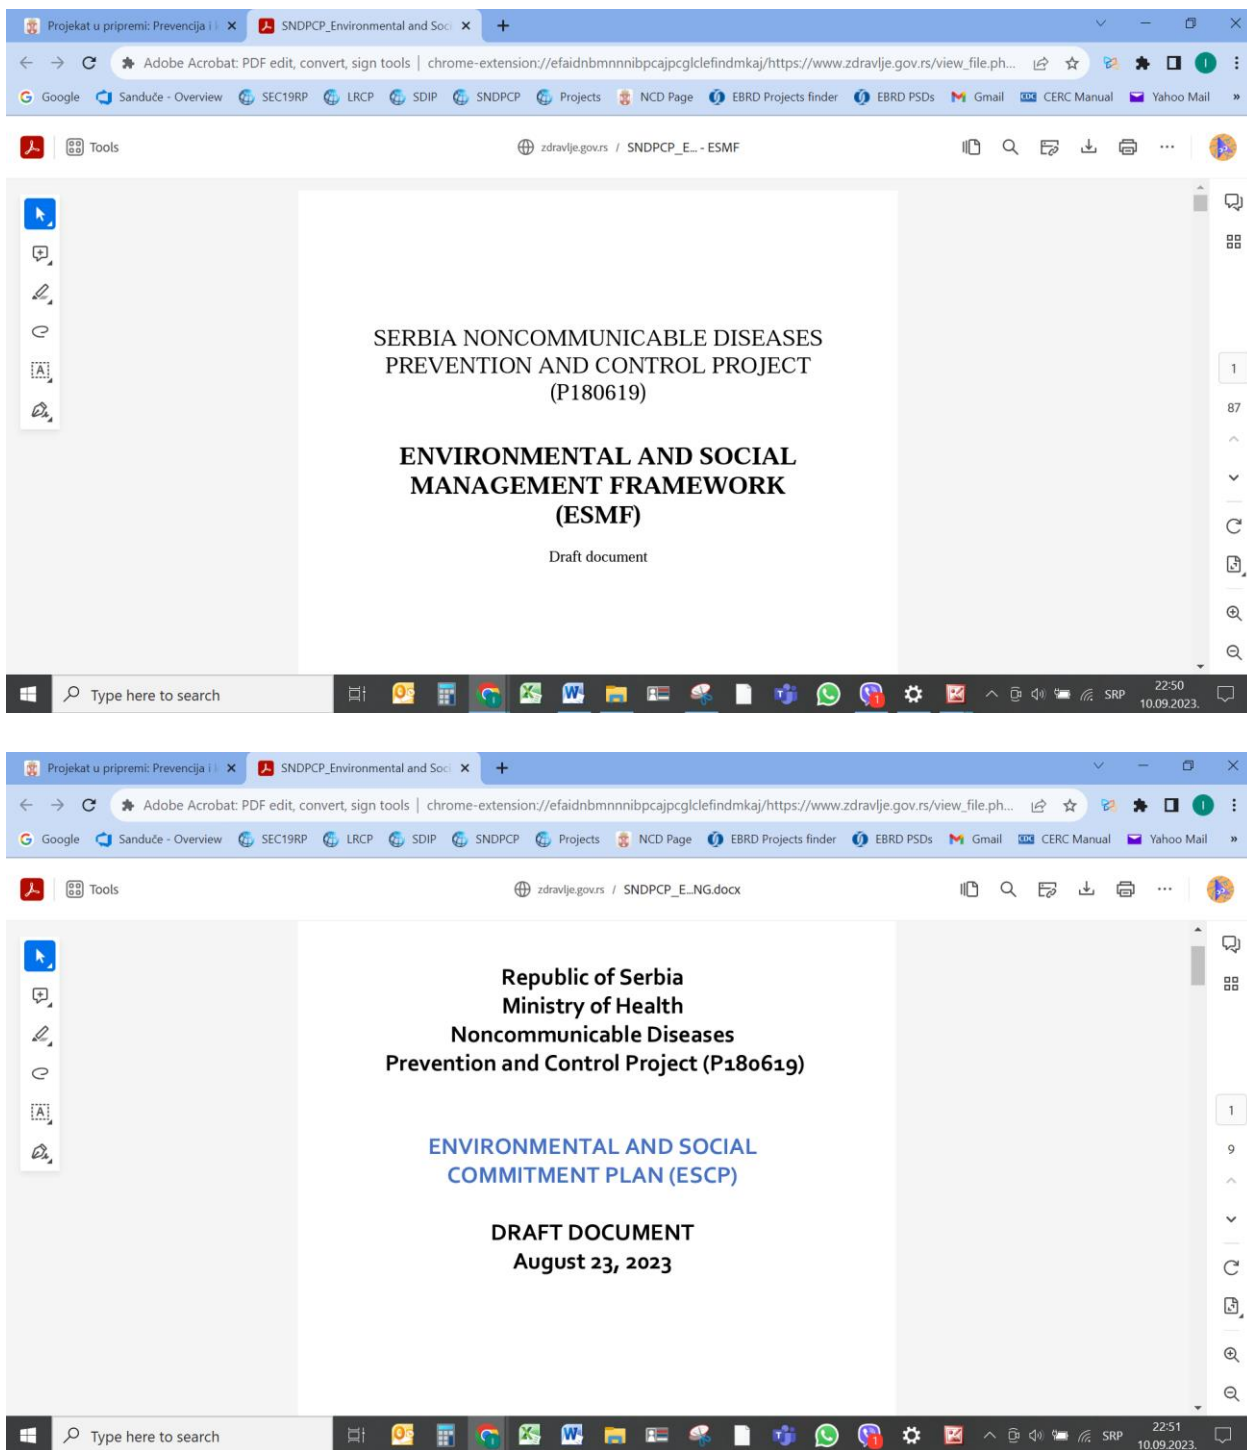 Projekat u pripremi: Prevencija i
SNDPCP_Environmental and Soc
Adobe Acrobat: PDF edit, convert, sign tools | chrome-extension://efaidnbmnnnibpcajpcglclefindmkaj/https://www.zdravlje.gov.rs/view_file.ph...
Google Sanduče - Overview SEC19RP LRCP SDIP SNDPCP Projects NCD Page EBRD Projects finder EBRD PSDs Gmail CERC Manual Yahoo Mail »
Tools
zdravlje.gov.rs / SNDPCP_E... - ESMF
SERBIA NONCOMMUNICABLE DISEASES
PREVENTION AND CONTROL PROJECT
(P180619)
ENVIRONMENTAL AND SOCIAL
MANAGEMENT FRAMEWORK
(ESMF)
Draft document
1
87
Type here to search
SRP
22:50
10.09.2023.
Projekat u pripremi: Prevencija i
SNDPCP_Environmental and Soc
Adobe Acrobat: PDF edit, convert, sign tools | chrome-extension://efaidnbmnnnibpcajpcglclefindmkaj/https://www.zdravlje.gov.rs/view_file.ph...
Google Sanduče - Overview SEC19RP LRCP SDIP SNDPCP Projects NCD Page EBRD Projects finder EBRD PSDs Gmail CERC Manual Yahoo Mail »
Tools
zdravlje.gov.rs / SNDPCP_E...NG.docx
Republic of Serbia
Ministry of Health
Noncommunicable Diseases
Prevention and Control Project (P180619)
ENVIRONMENTAL AND SOCIAL
COMMITMENT PLAN (ESCP)
DRAFT DOCUMENT
August 23, 2023
1
9
Type here to search
SRP
22:51
10.09.2023.